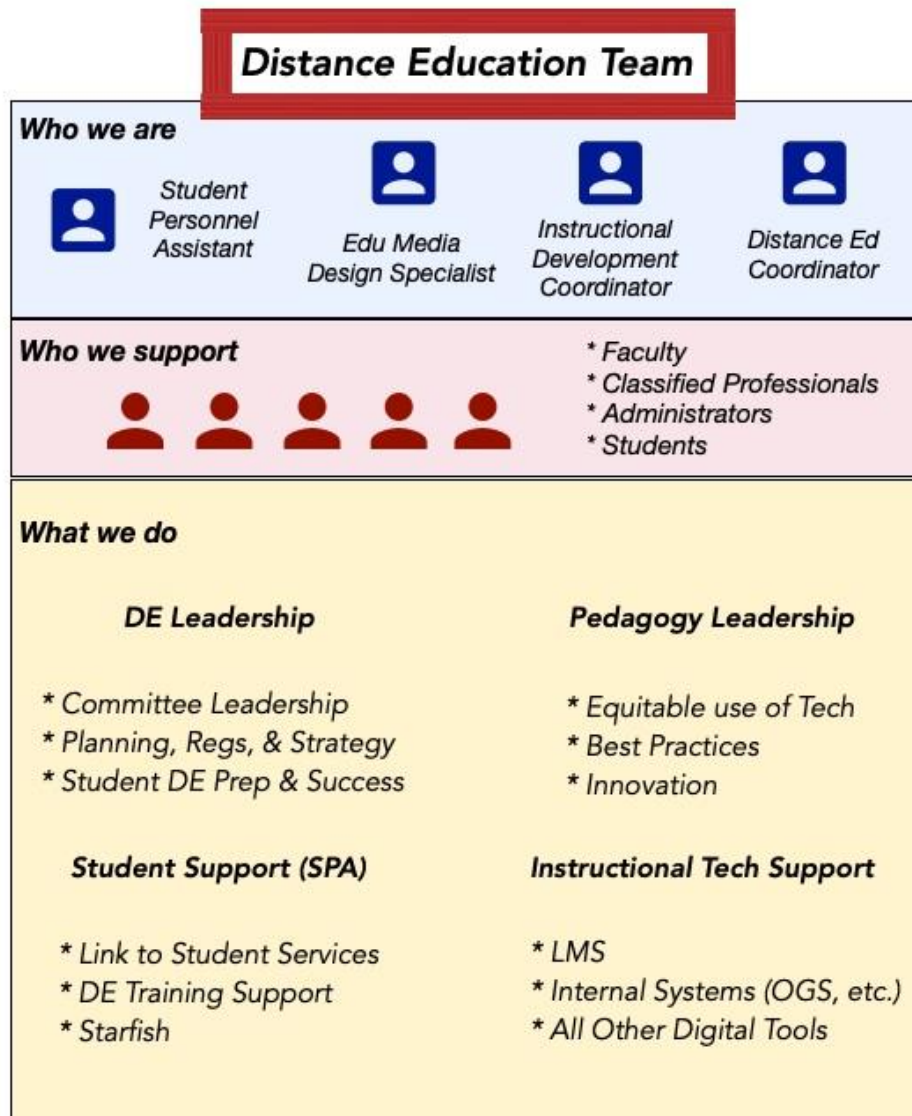 Distance Education Team
Who we are
Student
Personnel
Assistant
Edu Media
Design Specialist
Instructional
Development
Coordinator
Distance Ed
Coordinator
Who we support
* Faculty
* Classified Professionals
* Administrators
* Students
What we do
DE Leadership
* Committee Leadership
* Planning, Regs, & Strategy
* Student DE Prep & Success
Pedagogy Leadership
* Equitable use of Tech
* Best Practices
* Innovation
Student Support (SPA)
* Link to Student Services
* DE Training Support
* Starfish
Instructional Tech Support
* LMS
* Internal Systems (OGS, etc.)
* All Other Digital Tools